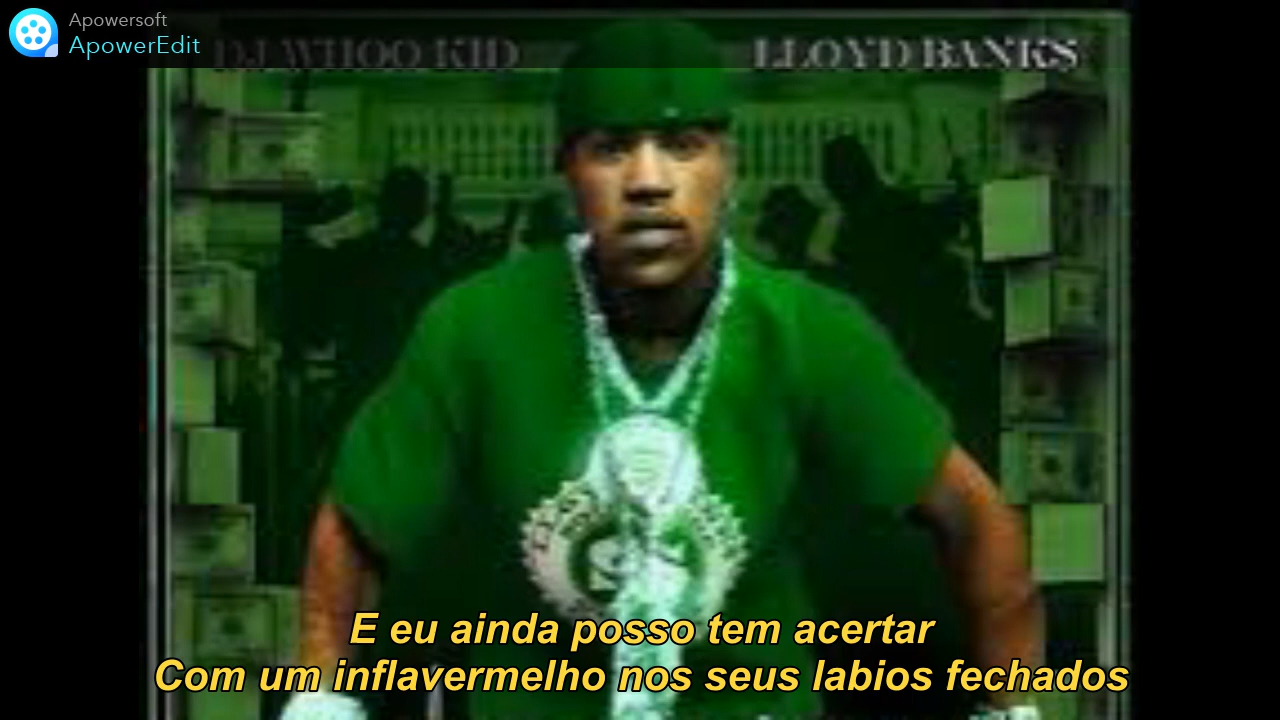 Apowersoft
ApowerEdit
DJ WHOO KID
LLOYD BANKS
E eu ainda posso tem acertar
Com um inflavermelho nos seus labios fechados